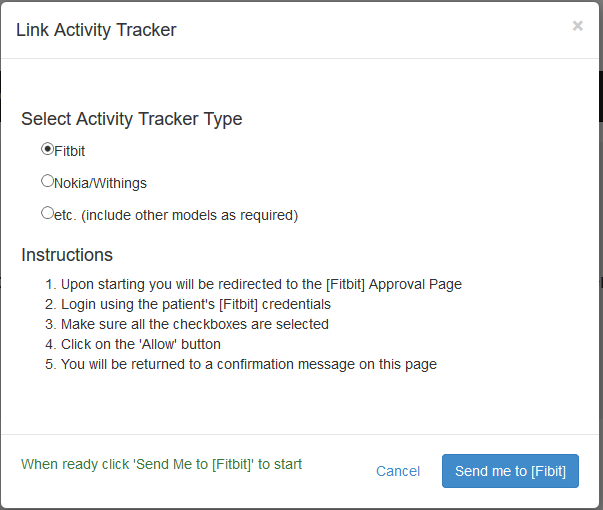 Link Activity Tracker
×
Select Activity Tracker Type
Fitbit
Nokia/Withings
etc. (include other models as required)
Instructions
1. Upon starting you will be redirected to the [Fitbit] Approval Page
2. Login using the patient's [Fitbit] credentials
3. Make sure all the checkboxes are selected
4. Click on the 'Allow' button
5. You will be returned to a confirmation message on this page
When ready click 'Send Me to [Fitbit]' to start
Cancel
Send me to [Fibit]